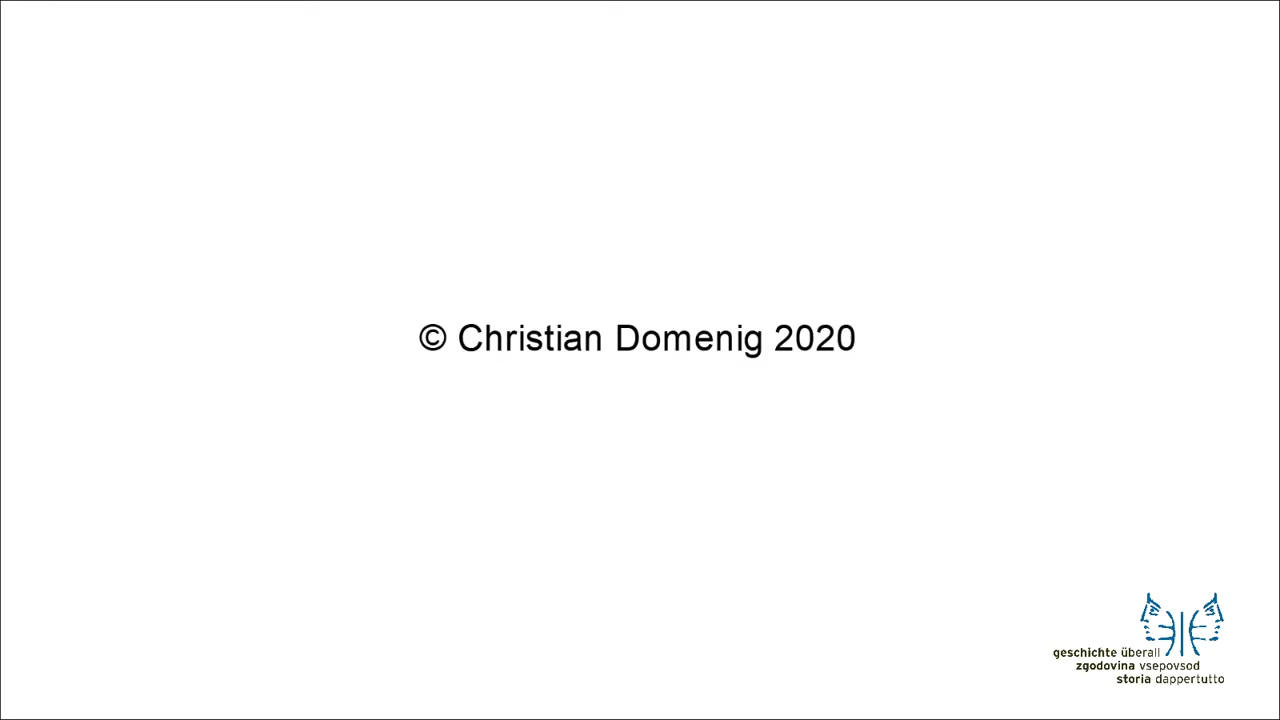 © Christian Domenig 2020
geschichte überall
zgodovina vsepovsod
storia dappertutto